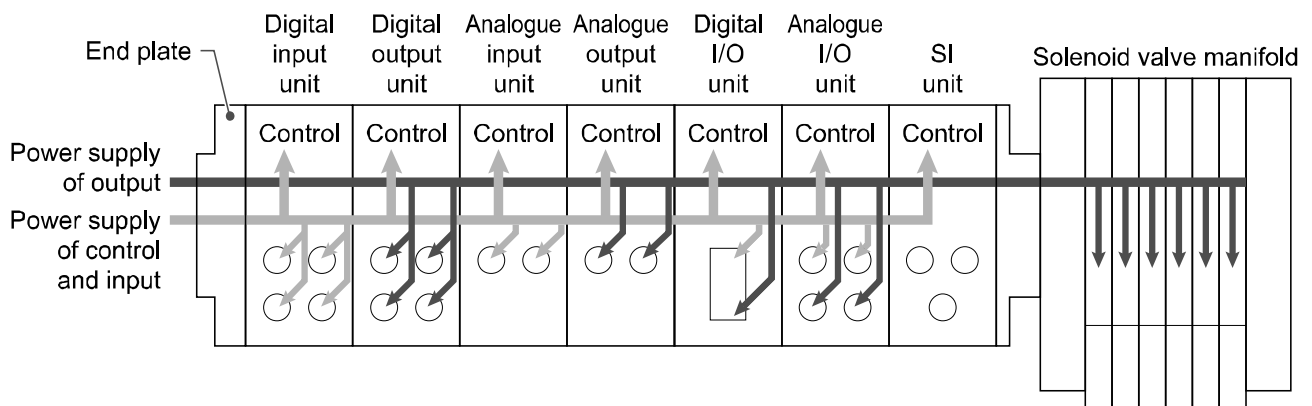 End plate
Digital
input
unit
Digital
output
unit
Analogue
input
unit
Analogue
output
unit
Digital
I/O
unit
Analogue
I/O
unit
SI
unit
Solenoid valve manifold
Control
Control
Control
Control
Control
Control
Control
Power supply
of output
Power supply
of control
and input